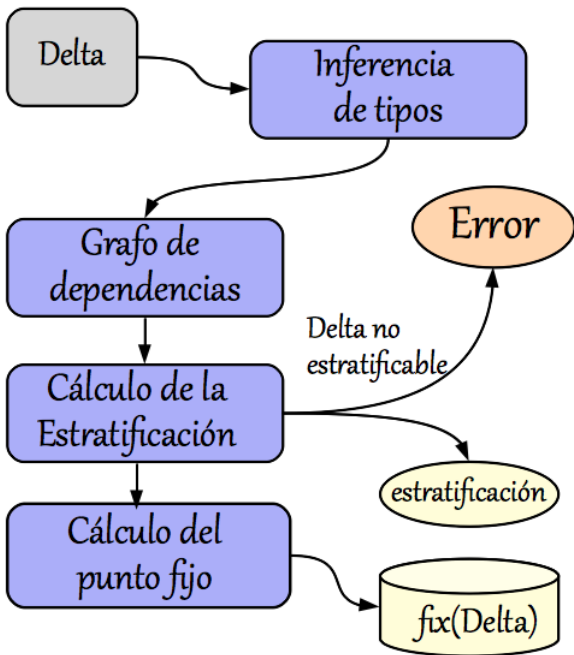 Delta
Inferencia
de tipos
Grafo de
dependencias
Error
Delta no
estratificable
Cálculo de la
Estratificación
estratificación
Cálculo del
punto fijo
fix(Delta)